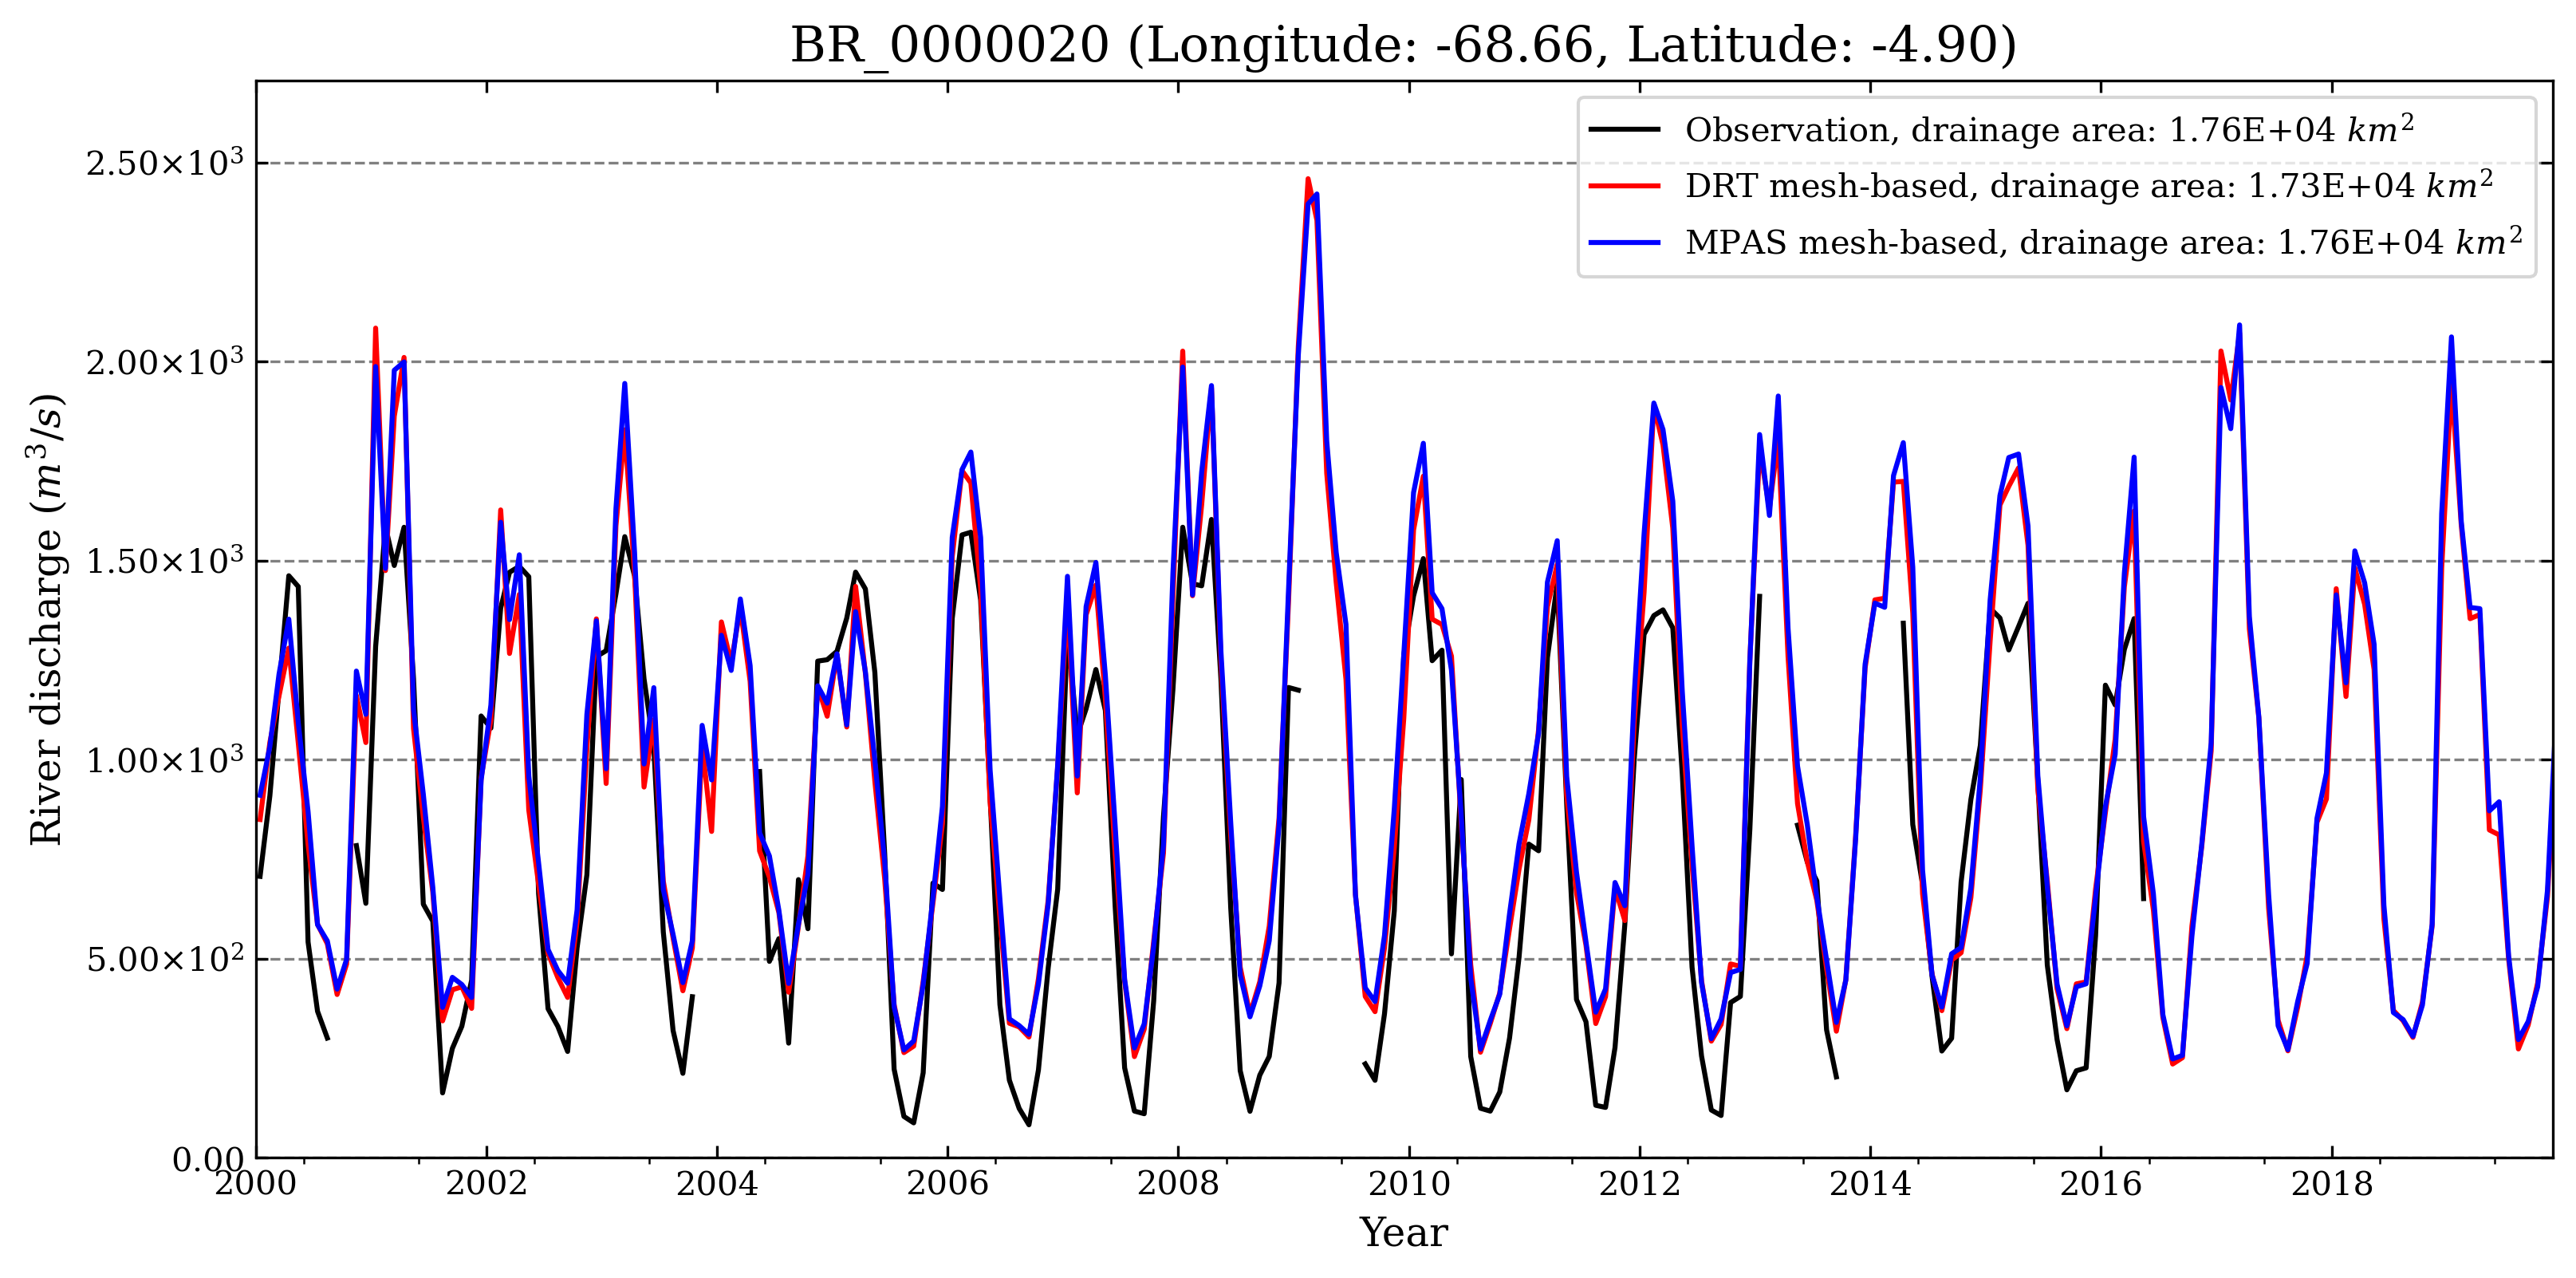 BR_0000020 (Longitude: -68.66, Latitude: -4.90)
Observation, drainage area: 1.76E+04 km²
DRT mesh-based, drainage area: 1.73E+04 km²
MPAS mesh-based, drainage area: 1.76E+04 km²
River discharge (m³/s)
2.50×10³
2.00×10³
1.50×10³
1.00×10³
5.00×10²
0.00
2000 2002 2004 2006 2008 2010 2012 2014 2016 2018
Year